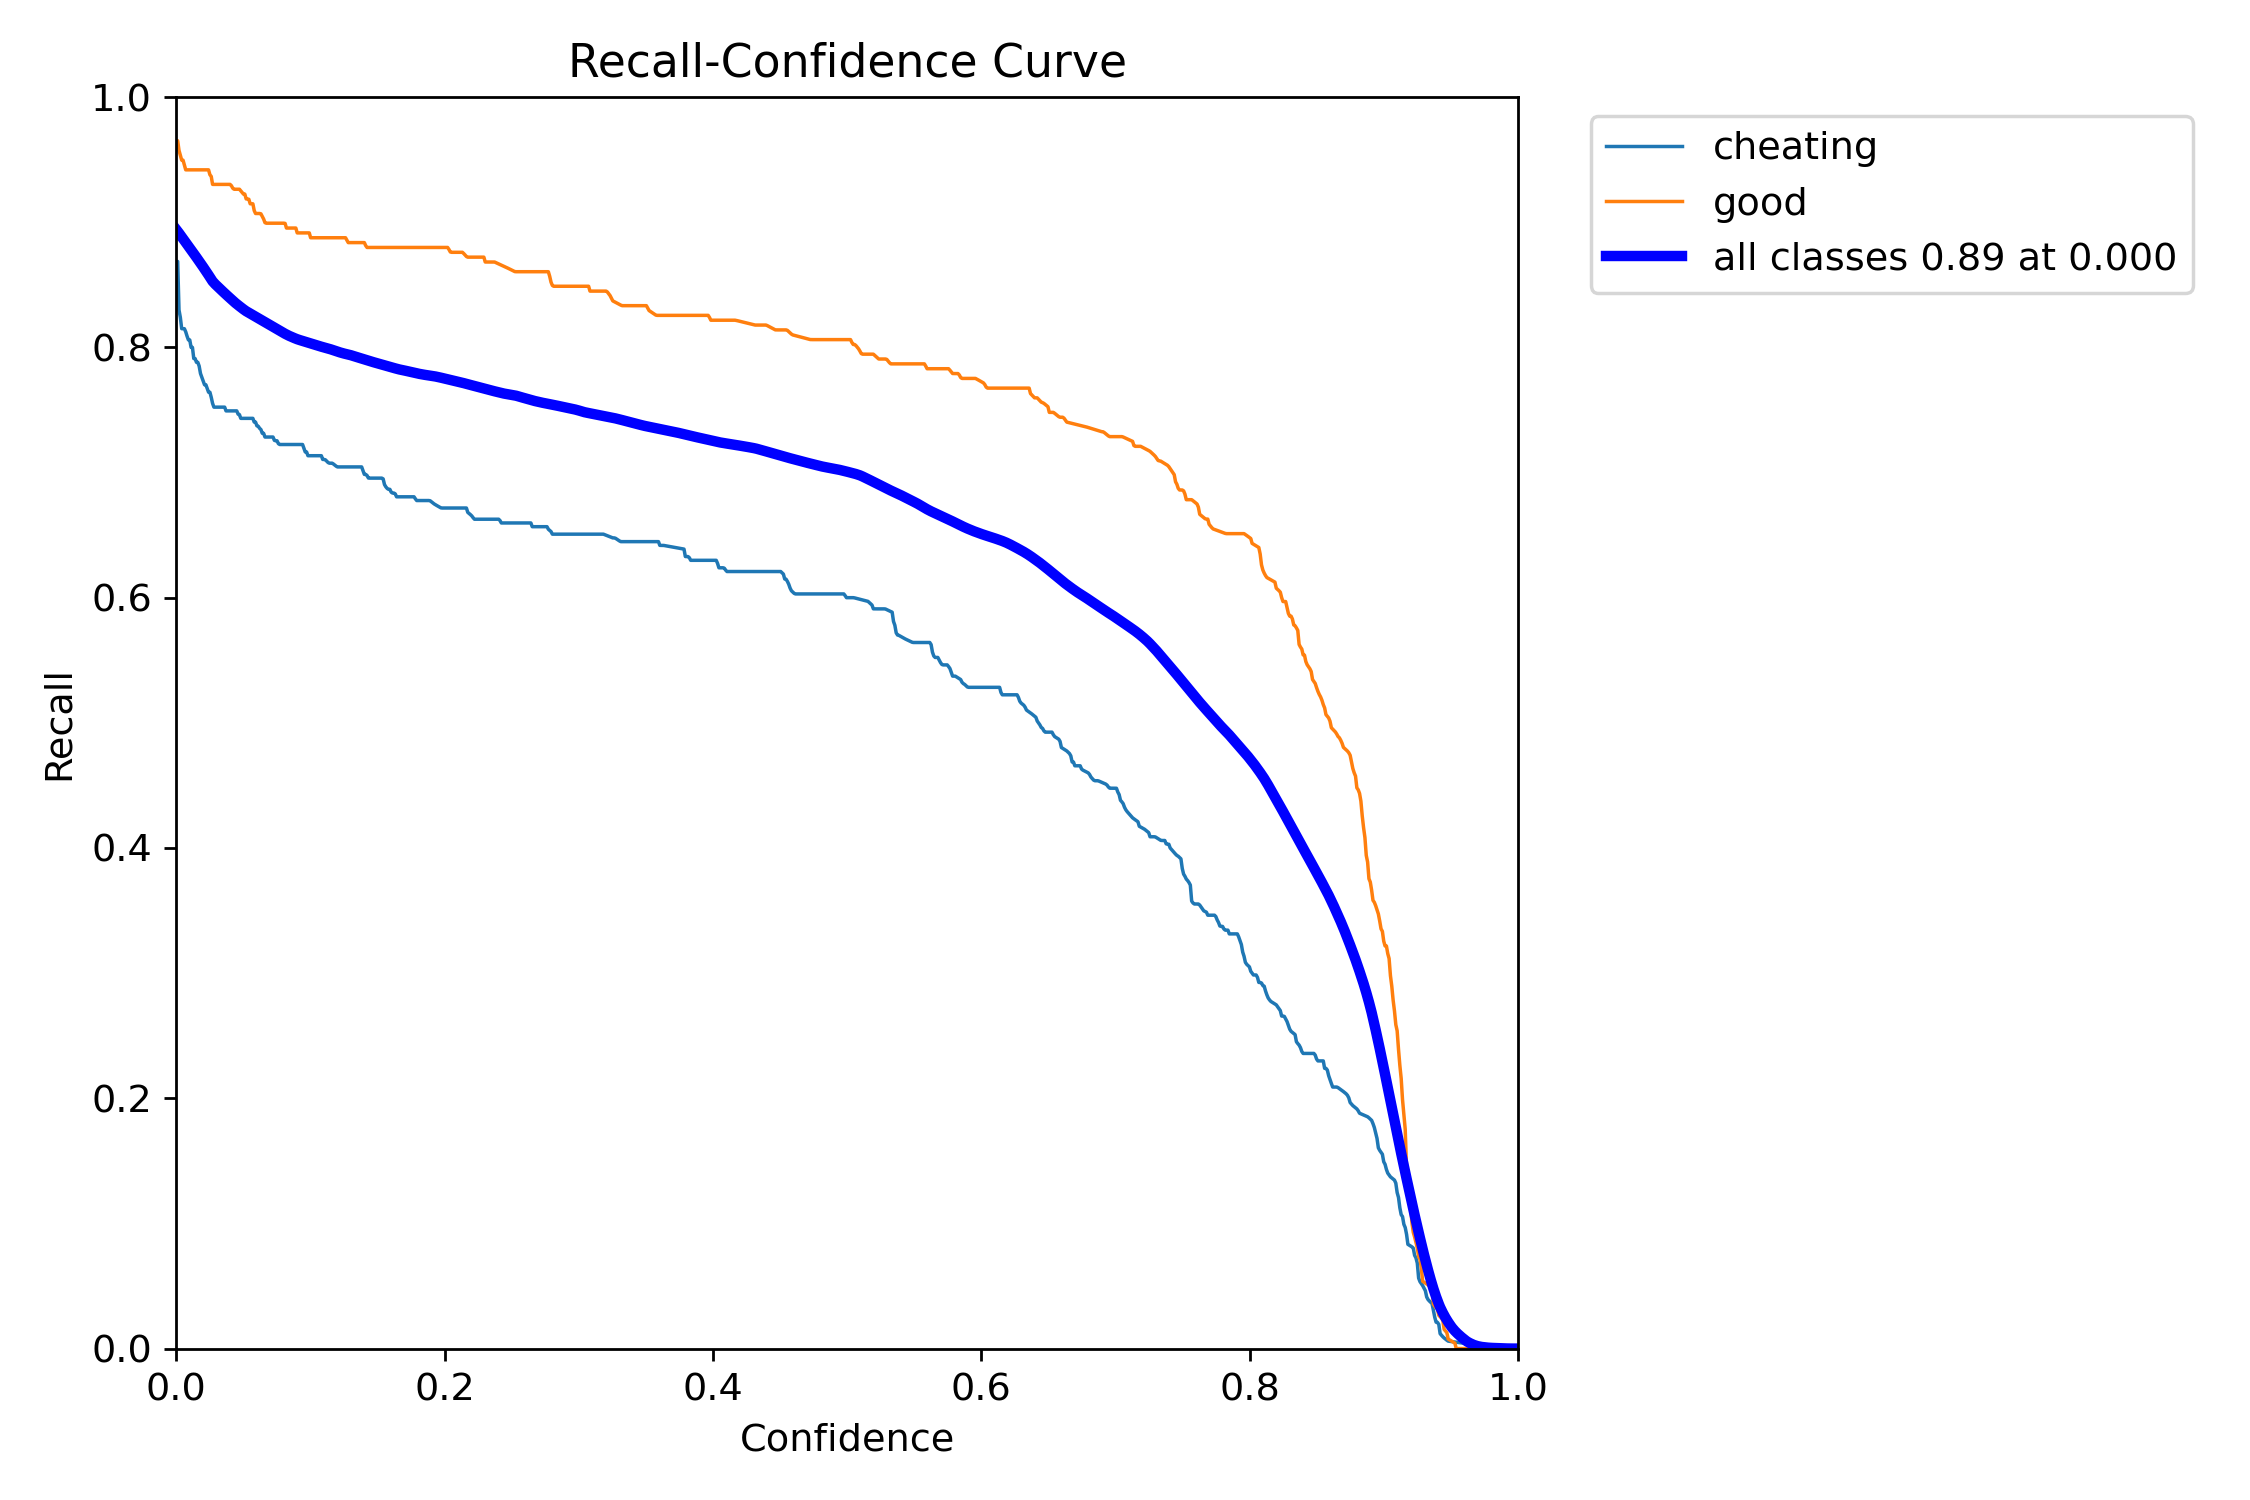 Recall-Confidence Curve
1.0
0.8
0.6
0.4
0.2
0.0
Recall
0.0 0.2 0.4 0.6 0.8 1.0
Confidence
cheating
good
all classes 0.89 at 0.000